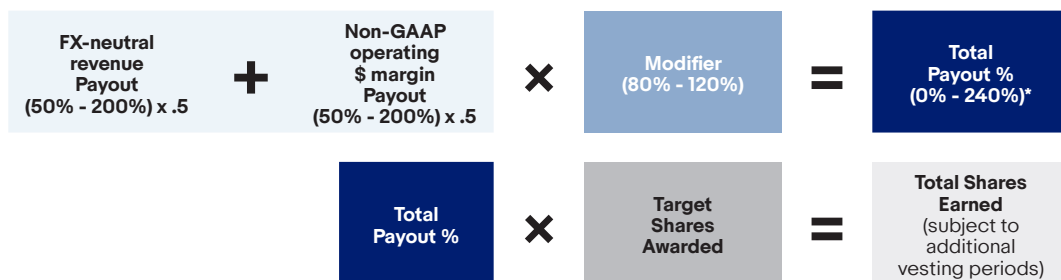 FX-neutral
revenue
Payout
(50% - 200%) x .5
+
Non-GAAP
operating
$ margin
Payout
(50% - 200%) x .5
×
Modifier
(80% - 120%)
=
Total
Payout %
(0% - 240%)*
Total
Payout %
×
Target
Shares
Awarded
=
Total Shares
Earned
(subject to
additional
vesting periods)